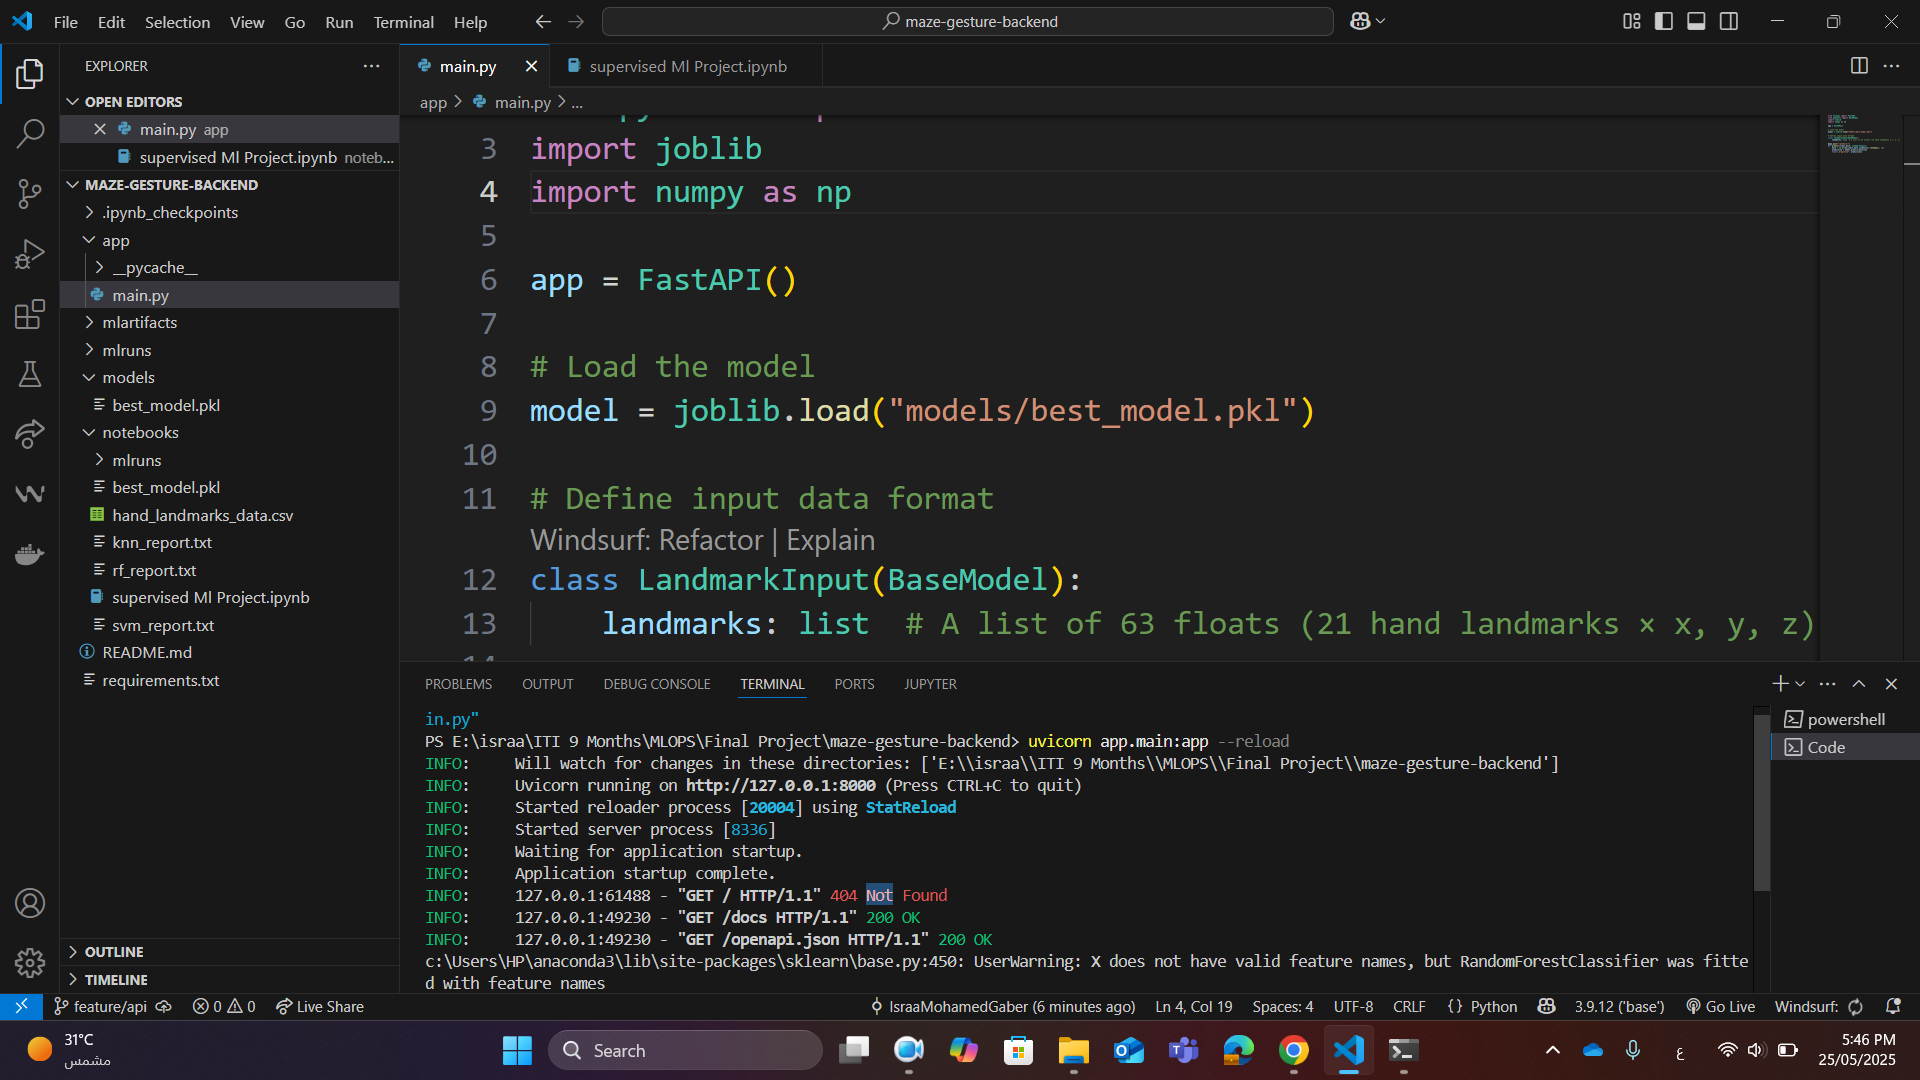 File Edit Selection View Go Run Terminal Help
maze-gesture-backend
EXPLORER
OPEN EDITORS
main.py app
supervised Ml Project.ipynb noteb...
MAZE-GESTURE-BACKEND
.ipynb_checkpoints
app
__pycache__
main.py
mlartifacts
mlruns
models
best_model.pkl
notebooks
mlruns
best_model.pkl
hand_landmarks_data.csv
knn_report.txt
rf_report.txt
supervised Ml Project.ipynb
svm_report.txt
README.md
requirements.txt
OUTLINE
TIMELINE
main.py
supervised Ml Project.ipynb
app > main.py > ...
3 import joblib
4 import numpy as np
5
6 app = FastAPI()
7
8 # Load the model
9 model = joblib.load("models/best_model.pkl")
10
11 # Define input data format
Windsurf: Refactor | Explain
12 class LandmarkInput(BaseModel):
13 landmarks: list # A list of 63 floats (21 hand landmarks × x, y, z)
PROBLEMS OUTPUT DEBUG CONSOLE TERMINAL PORTS JUPYTER
in.py"
PS E:\israa\ITI 9 Months\MLOPS\Final Project\maze-gesture-backend> uvicorn app.main:app --reload
INFO: Will watch for changes in these directories: ['E:\\israa\\ITI 9 Months\\MLOPS\\Final Project\\maze-gesture-backend']
INFO: Uvicorn running on http://127.0.0.1:8000 (Press CTRL+C to quit)
INFO: Started reloader process [20004] using StatReload
INFO: Started server process [8336]
INFO: Waiting for application startup.
INFO: Application startup complete.
INFO: 127.0.0.1:61488 - "GET / HTTP/1.1" 404 Not Found
INFO: 127.0.0.1:49230 - "GET /docs HTTP/1.1" 200 OK
INFO: 127.0.0.1:49230 - "GET /openapi.json HTTP/1.1" 200 OK
c:\Users\HP\anaconda3\lib\site-packages\sklearn\base.py:450: UserWarning: X does not have valid feature names, but RandomForestClassifier was fitte
d with feature names
powershell
Code
feature/api 0 0 Live Share IsraaMohamedGaber (6 minutes ago) Ln 4, Col 19 Spaces: 4 UTF-8 CRLF {} Python 3.9.12 ('base') Go Live Windsurf:
31°C
مشمس
Search
ع
5:46 PM
25/05/2025